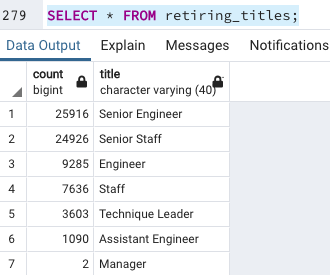 279 SELECT * FROM retiring_titles;
Data Output Explain Messages Notifications
count title
bigint character varying (40)
1 25916 Senior Engineer
2 24926 Senior Staff
3 9285 Engineer
4 7636 Staff
5 3603 Technique Leader
6 1090 Assistant Engineer
7 2 Manager